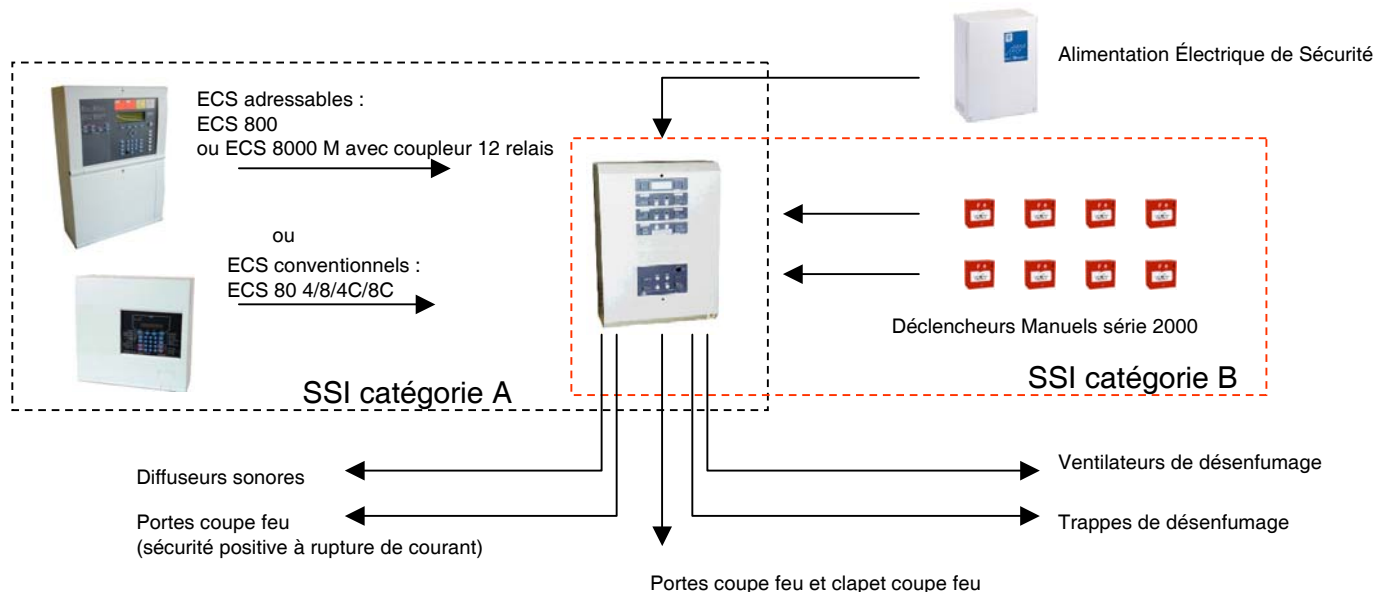 Alimentation Électrique de Sécurité
ECS adressables :
ECS 800
ou ECS 8000 M avec coupleur 12 relais
ou
ECS conventionnels :
ECS 80 4/8/4C/8C
SSI catégorie A
Déclencheurs Manuels série 2000
SSI catégorie B
Diffuseurs sonores
Portes coupe feu
(sécurité positive à rupture de courant)
Ventilateurs de désenfumage
Trappes de désenfumage
Portes coupe feu et clapet coupe feu